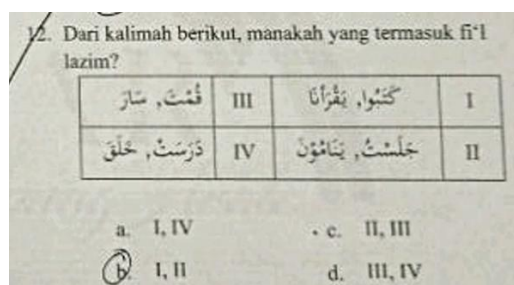 12. Dari kalimah berikut, manakah yang termasuk fi‘l
lazim?
I كَتَبُوا, يَقْرَأَنَا III قُمْتَ, سَارَ
II جَلَسْتُ, يَنَامُوْنَ IV دَرَسَتْ, خَلَقَ
a. I, IV c. II, III
b. I, II d. III, IV